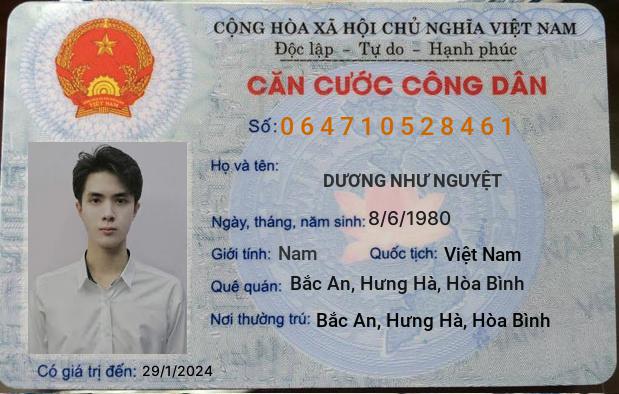 CỘNG HÒA XÃ HỘI CHỦ NGHĨA VIỆT NAM
Độc lập - Tự do - Hạnh phúc
CĂN CƯỚC CÔNG DÂN
Số: 064710528461
Họ và tên:
DƯƠNG NHƯ NGUYỆT
Ngày, tháng, năm sinh: 8/6/1980
Giới tính: Nam Quốc tịch: Việt Nam
Quê quán: Bắc An, Hưng Hà, Hòa Bình
Nơi thường trú: Bắc An, Hưng Hà, Hòa Bình
Có giá trị đến: 29/1/2024
VIỆT NAM